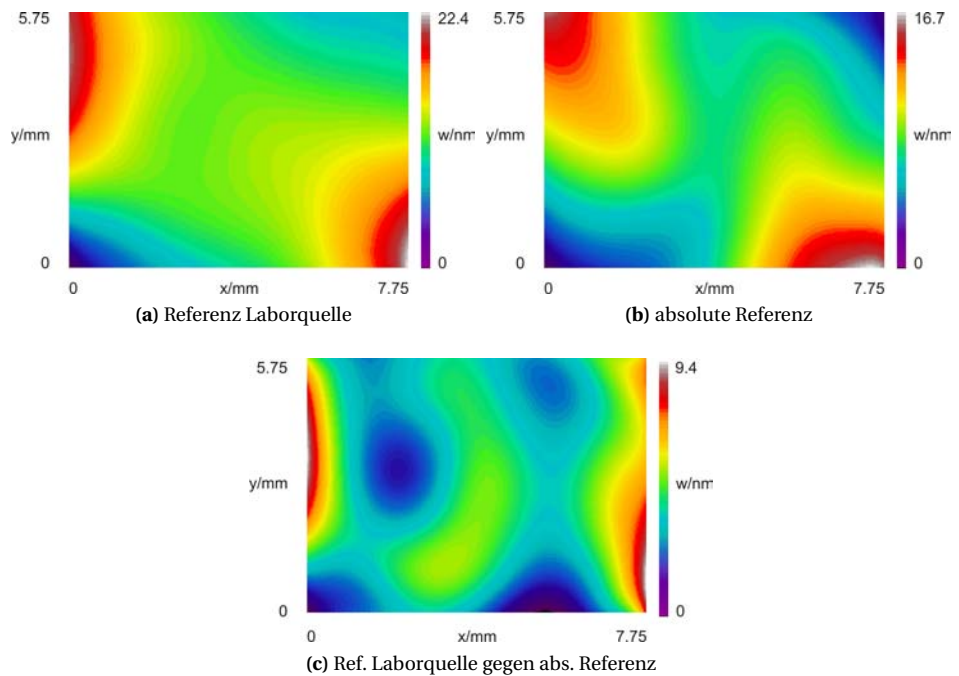 5.75
22.4
y/mm
w/nm
0
0
0
x/mm
7.75
(a) Referenz Laborquelle
5.75
16.7
y/mm
w/nm
0
0
0
x/mm
7.75
(b) absolute Referenz
5.75
9.4
y/mm
w/nm
0
0
0
x/mm
7.75
(c) Ref. Laborquelle gegen abs. Referenz